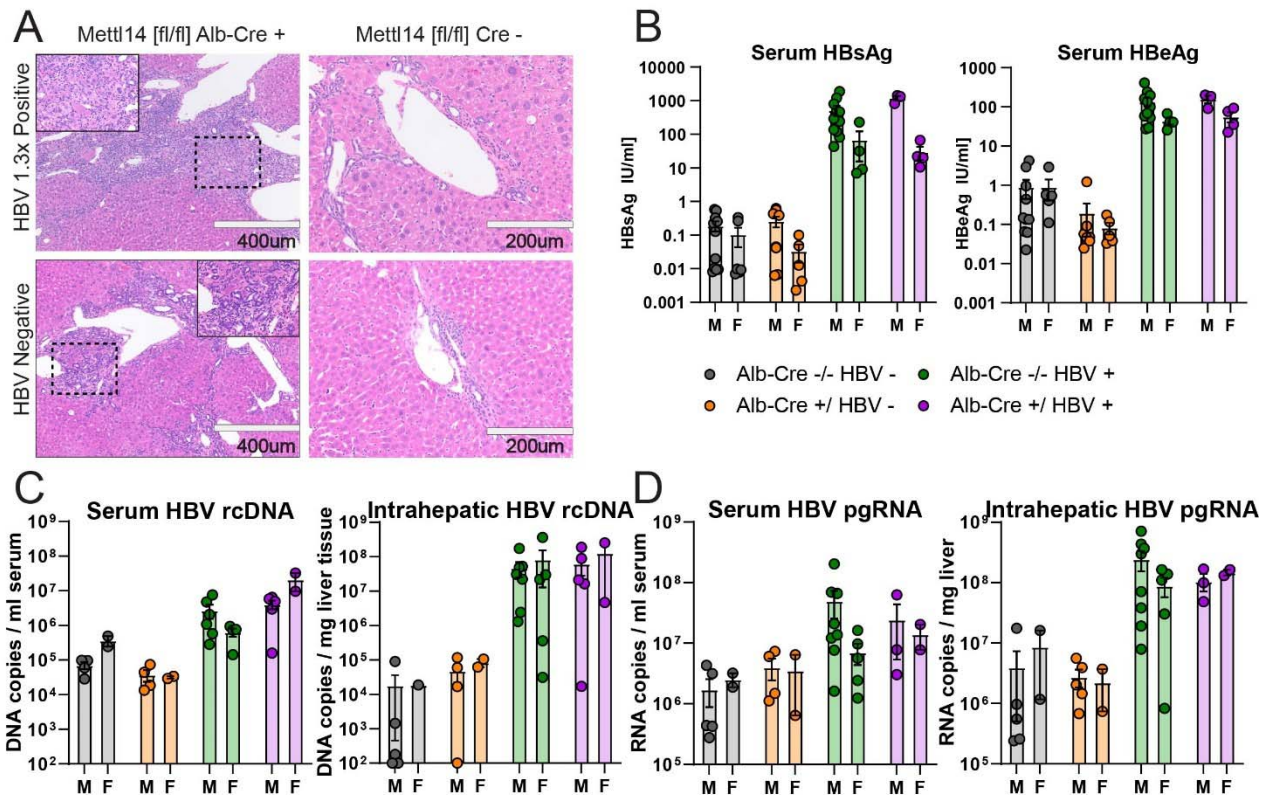 A
Mettl14 [fl/fl] Alb-Cre +
Mettl14 [fl/fl] Cre -
HBV 1.3x Positive
400um
200um
HBV Negative
400um
200um
B
Serum HBsAg
HBsAg IU/ml]
10000
1000
100
10
1
0.1
0.01
0.001
M F M F M F M F
Serum HBeAg
HBeAg IU/ml]
1000
100
10
1
0.1
0.01
0.001
M F M F M F M F
Alb-Cre -/- HBV -
Alb-Cre -/- HBV +
Alb-Cre +/ HBV -
Alb-Cre +/ HBV +
C
Serum HBV rcDNA
DNA copies / ml serum
10⁹
10⁸
10⁷
10⁶
10⁵
10⁴
10³
10²
M F M F M F M F
Intrahepatic HBV rcDNA
DNA copies / mg liver tissue
10⁹
10⁸
10⁷
10⁶
10⁵
10⁴
10³
10²
M F M F M F M F
D
Serum HBV pgRNA
RNA copies / ml serum
10⁹
10⁸
10⁷
10⁶
10⁵
M F M F M F M F
Intrahepatic HBV pgRNA
RNA copies / mg liver
10⁹
10⁸
10⁷
10⁶
10⁵
M F M F M F M F